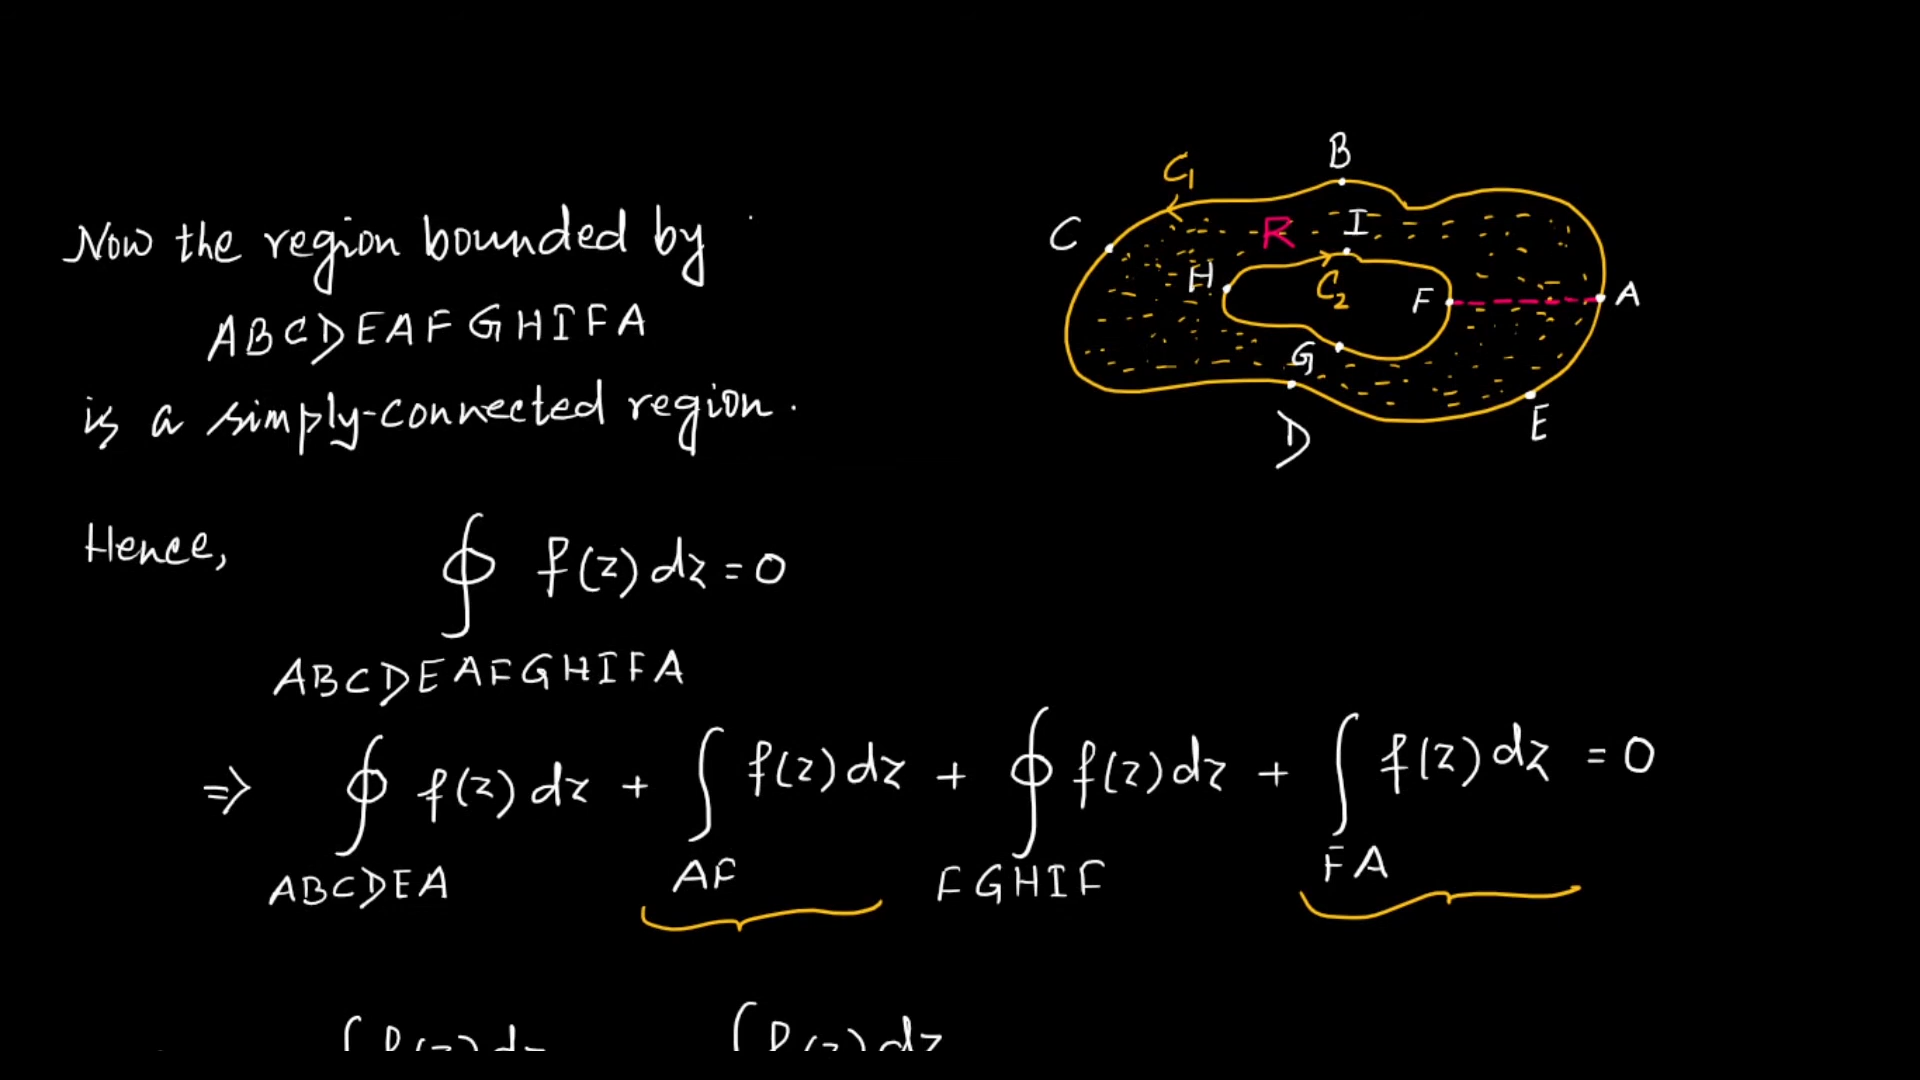 Now the region bounded by
ABCDEAFGHIFA
is a simply-connected region.
Hence, ∮ f(z) dz = 0
ABCDEAFGHIFA
⇒ ∮ f(z) dz + ∫ f(z) dz + ∮ f(z) dz + ∫ f(z) dz = 0
ABCDEA AF FGHIF FA
B
C₁
C
R
I
H
C₂
F
A
G
D
E